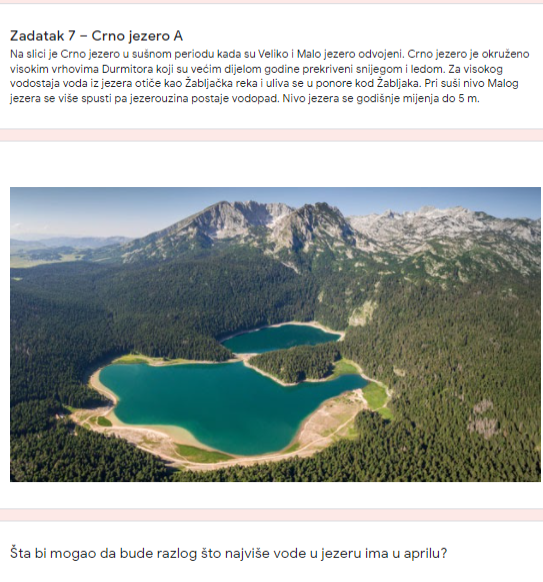 Zadatak 7 – Crno jezero A
Na slici je Crno jezero u sušnom periodu kada su Veliko i Malo jezero odvojeni. Crno jezero je okruženo
visokim vrhovima Durmitora koji su većim dijelom godine prekriveni snijegom i ledom. Za visokog
vodostaja voda iz jezera otiče kao Žabljačka reka i uliva se u ponore kod Žabljaka. Pri suši nivo Malog
jezera se više spusti pa jezerouzina postaje vodopad. Nivo jezera se godišnje mijenja do 5 m.
Šta bi mogao da bude razlog što najviše vode u jezeru ima u aprilu?